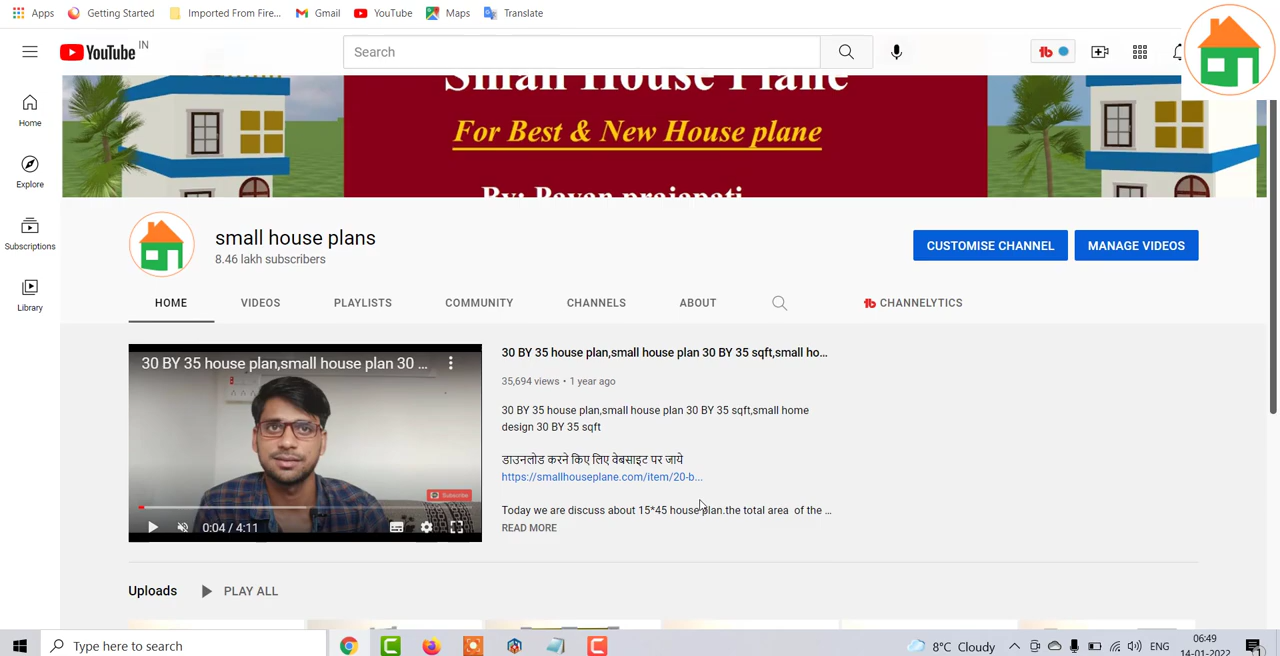 Apps Getting Started Imported From Fire... Gmail YouTube Maps Translate
YouTube IN
Search
Small House Plane
For Best & New House plane
By: Pavan prajapati
Home
Explore
Subscriptions
Library
small house plans
8.46 lakh subscribers
CUSTOMISE CHANNEL MANAGE VIDEOS
HOME VIDEOS PLAYLISTS COMMUNITY CHANNELS ABOUT CHANNELYTICS
30 BY 35 house plan,small house plan 30 ...
Subscribe
0:04 / 4:11
30 BY 35 house plan,small house plan 30 BY 35 sqft,small ho...
35,694 views • 1 year ago
30 BY 35 house plan,small house plan 30 BY 35 sqft,small home
design 30 BY 35 sqft
डाउनलोड करने किए लिए वेबसाइट पर जाये
https://smallhouseplane.com/item/20-b...
Today we are discuss about 15*45 house plan.the total area of the ...
READ MORE
Uploads PLAY ALL
Type here to search
8°C Cloudy ENG
06:49
14-01-2022